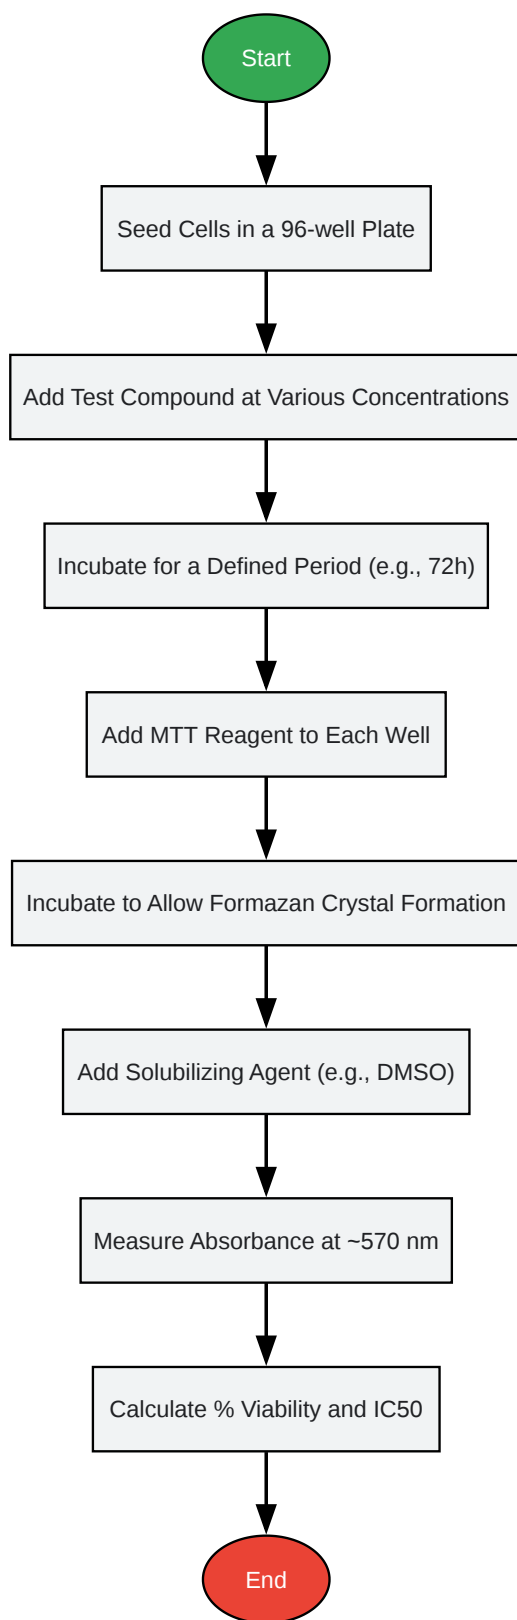 Start
Seed Cells in a 96-well Plate
Add Test Compound at Various Concentrations
Incubate for a Defined Period (e.g., 72h)
Add MTT Reagent to Each Well
Incubate to Allow Formazan Crystal Formation
Add Solubilizing Agent (e.g., DMSO)
Measure Absorbance at ~570 nm
Calculate % Viability and IC50
End